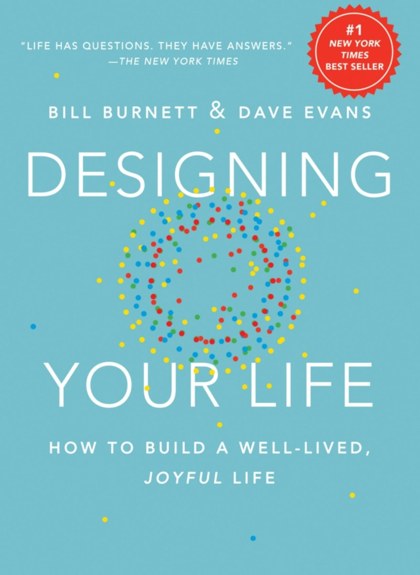 "LIFE HAS QUESTIONS. THEY HAVE ANSWERS."
—THE NEW YORK TIMES
#1
NEW YORK
TIMES
BEST SELLER
BILL BURNETT & DAVE EVANS
DESIGNING
YOUR LIFE
HOW TO BUILD A WELL-LIVED,
JOYFUL LIFE